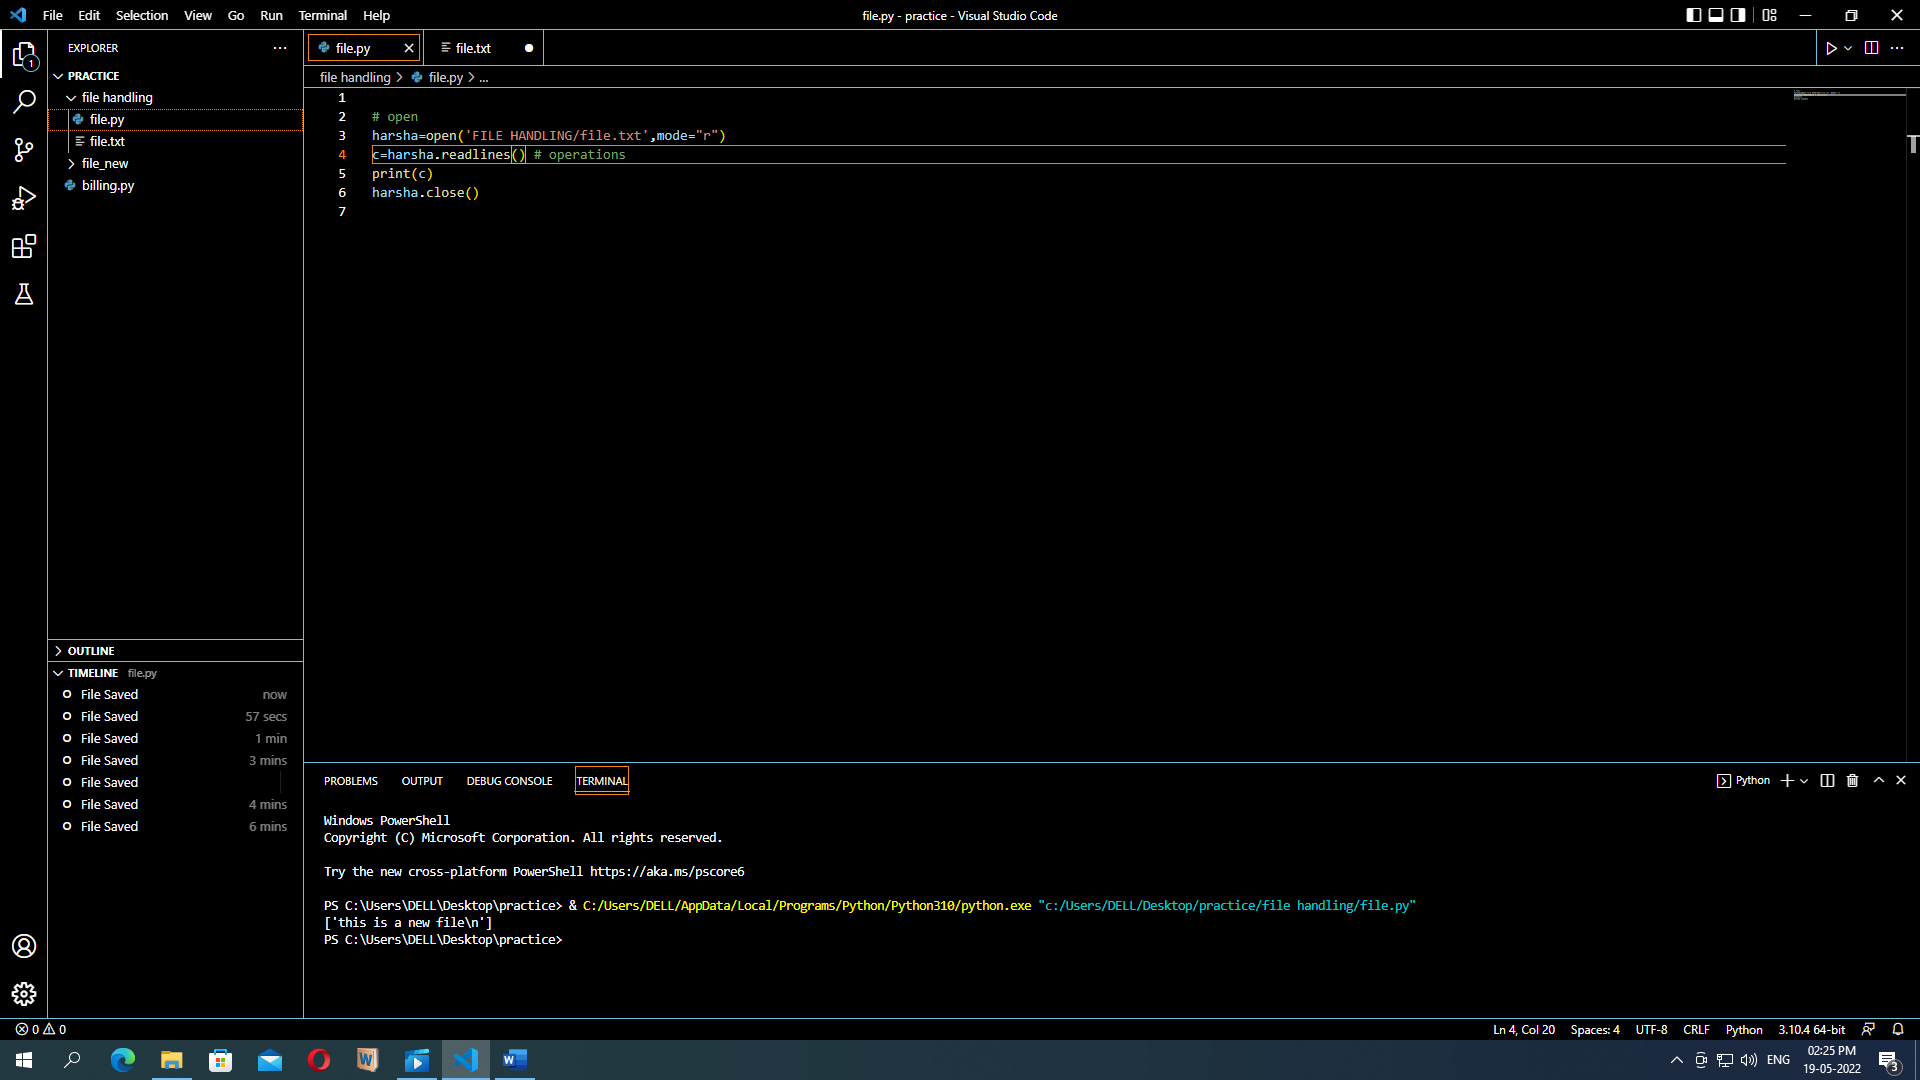 File Edit Selection View Go Run Terminal Help
file.py - practice - Visual Studio Code
EXPLORER
1
PRACTICE
file handling
file.py
file.txt
file_new
billing.py
OUTLINE
TIMELINE file.py
File Saved now
File Saved 57 secs
File Saved 1 min
File Saved 3 mins
File Saved
File Saved 4 mins
File Saved 6 mins
file.py file.txt
file handling > file.py > ...
1
2 # open
3 harsha=open('FILE HANDLING/file.txt',mode="r")
4 c=harsha.readlines() # operations
5 print(c)
6 harsha.close()
7
PROBLEMS OUTPUT DEBUG CONSOLE TERMINAL
Python
Windows PowerShell
Copyright (C) Microsoft Corporation. All rights reserved.
Try the new cross-platform PowerShell https://aka.ms/pscore6
PS C:\Users\DELL\Desktop\practice> & C:/Users/DELL/AppData/Local/Programs/Python/Python310/python.exe "c:/Users/DELL/Desktop/practice/file handling/file.py"
['this is a new file\n']
PS C:\Users\DELL\Desktop\practice>
0 0
Ln 4, Col 20 Spaces: 4 UTF-8 CRLF Python 3.10.4 64-bit
W
W
ENG
02:25 PM
19-05-2022
3